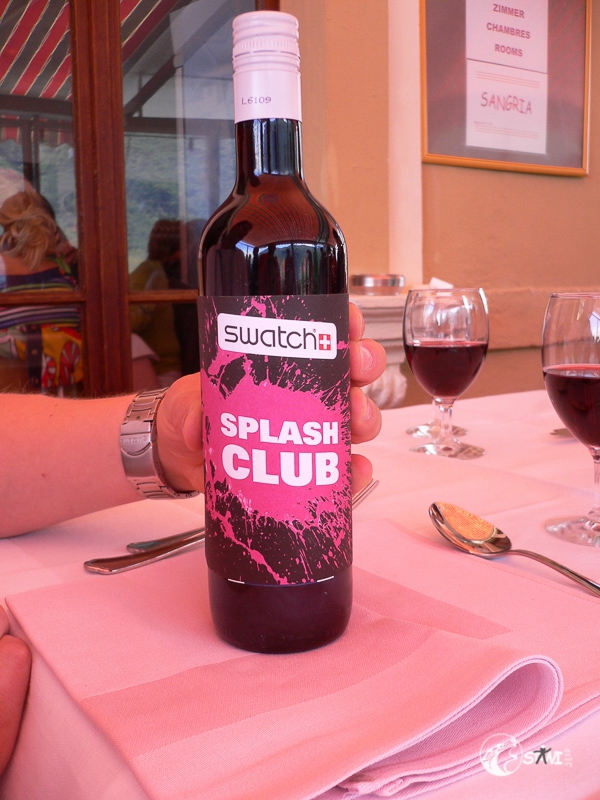 ZIMMER
CHAMBRES
ROOMS
SANGRIA
L6109
swatch
SPLASH
CLUB